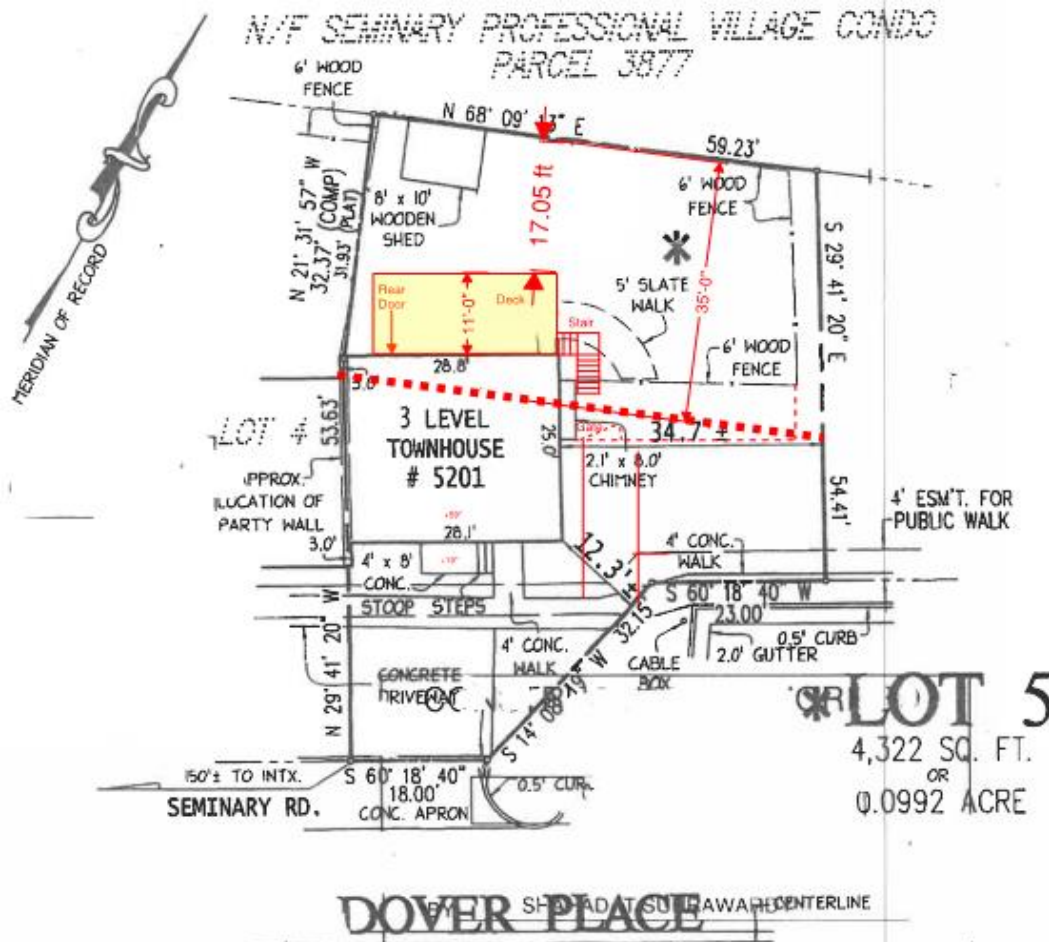 N/F SEMINARY PROFESSIONAL VILLAGE CONDO
PARCEL 3877
6' WOOD
FENCE
N 68° 09' 13" E
59.23'
MERIDIAN OF RECORD
N 21° 31' 57" W
32.37' (COMP)
31.93' (PLAT)
8' x 10'
WOODEN
SHED
17.05 ft
6' WOOD
FENCE
S 29° 41' 20" E
Rear
Door
11'-0"
Deck
5' SLATE
WALK
35'-0"
Stair
6' WOOD
FENCE
28.8'
3.0'
LOT 4
53.63'
3 LEVEL
TOWNHOUSE
# 5201
25.0'
34.7 ±
2.1' x 8.0'
CHIMNEY
APPROX.
LOCATION OF
PARTY WALL
54.41'
4' ESM'T. FOR
PUBLIC WALK
28.1'
3.0'
4' x 8'
CONC.
STOOP STEPS
12.3'±
4' CONC.
WALK
S 60° 18' 40" W
23.00'
32.15'
4' CONC.
WALK
CABLE
BOX
0.5' CURB
2.0' GUTTER
N 29° 41' 20" W
CONCRETE
DRIVEWAY
S 14° 08' 49" W
LOT 5
4,322 SQ. FT.
OR
0.0992 ACRE
150'± TO INTX.
SEMINARY RD.
S 60° 18' 40"
18.00'
CONC. APRON
0.5' CURB
DOVER PLACE
BY
CENTERLINE